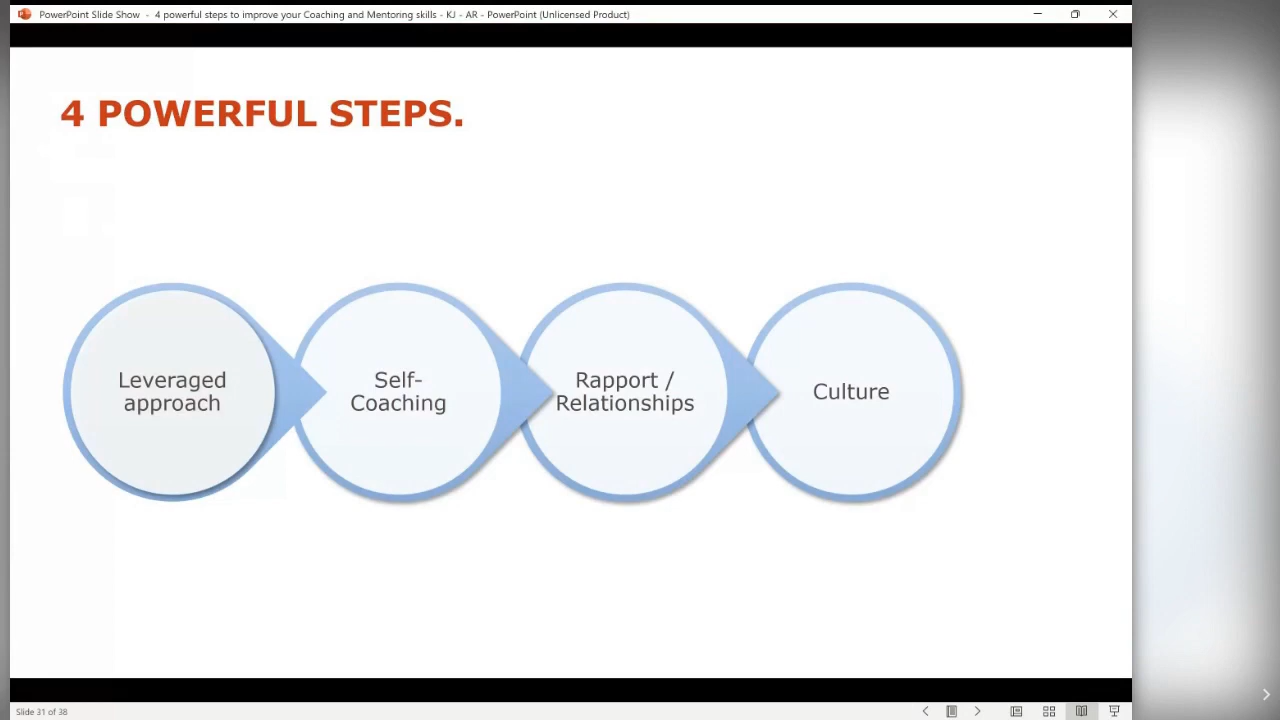 PowerPoint Slide Show - 4 powerful steps to improve your Coaching and Mentoring skills - KJ - AR - PowerPoint (Unlicensed Product)
4 POWERFUL STEPS.
Leveraged
approach
Self-
Coaching
Rapport /
Relationships
Culture
Slide 31 of 38